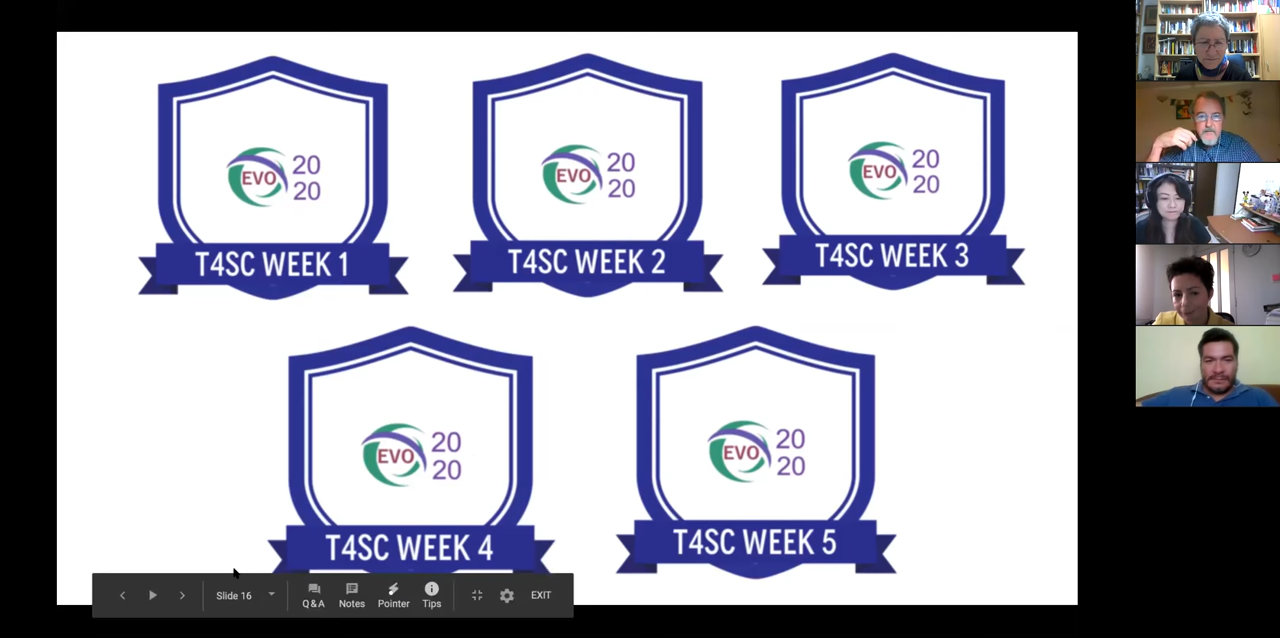 EVO
20
20
T4SC WEEK 1
EVO
20
20
T4SC WEEK 2
EVO
20
20
T4SC WEEK 3
EVO
20
20
T4SC WEEK 4
EVO
20
20
T4SC WEEK 5
Slide 16
Q&A
Notes
Pointer
Tips
EXIT